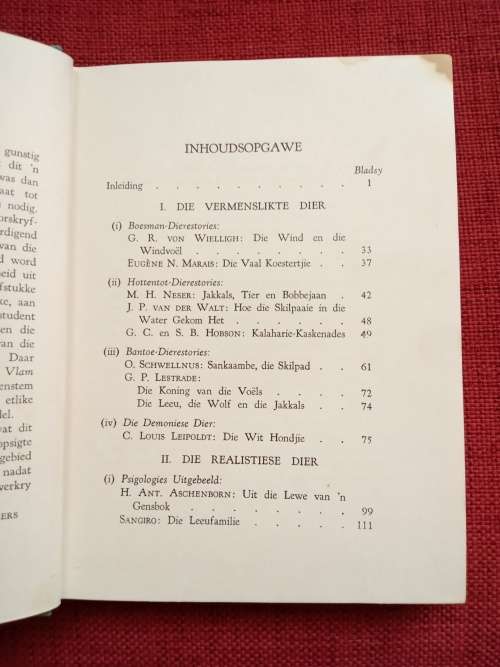 gunstig
dit 'n
was dan
aat tot
nodig.
orskryf-
rdigend
van die
d word
eid uit
fstukke
ke, aan
student
en die
van die
Daar
Vlam
enstem
etlike
del.
at dit
opsigte
gebied
nadat
verkry
ERS
INHOUDSOPGAWE
Bladsy
Inleiding . . . . . . . . . . 1
I. DIE VERMENSLIKTE DIER
(i) Boesman-Dierestories:
G. R. VON WIELLIGH: Die Wind en die
Windvoël . . . . . . . 33
EUGÈNE N. MARAIS: Die Vaal Koestertjie . . 37
(ii) Hottentot-Dierestories:
M. H. NESER: Jakkals, Tier en Bobbejaan . 42
J. P. VAN DER WALT: Hoe die Skilpaaie in die
Water Gekom Het . . . . . 48
G. C. en S. B. HOBSON: Kalaharie-Kaskenades 49
(iii) Bantoe-Dierestories:
O. SCHWELLNUS: Sankaambe, die Skilpad . 61
G. P. LESTRADE:
Die Koning van die Voëls . . . 72
Die Leeu, die Wolf en die Jakkals . . 74
(iv) Die Demoniese Dier:
C. LOUIS LEIPOLDT: Die Wit Hondjie . . 75
II. DIE REALISTIESE DIER
(i) Psigologies Uitgebeeld:
H. ANT. ASCHENBORN: Uit die Lewe van 'n
Gensbok . . . . . . . 99
SANGIRO: Die Leeufamilie . . . . . 111